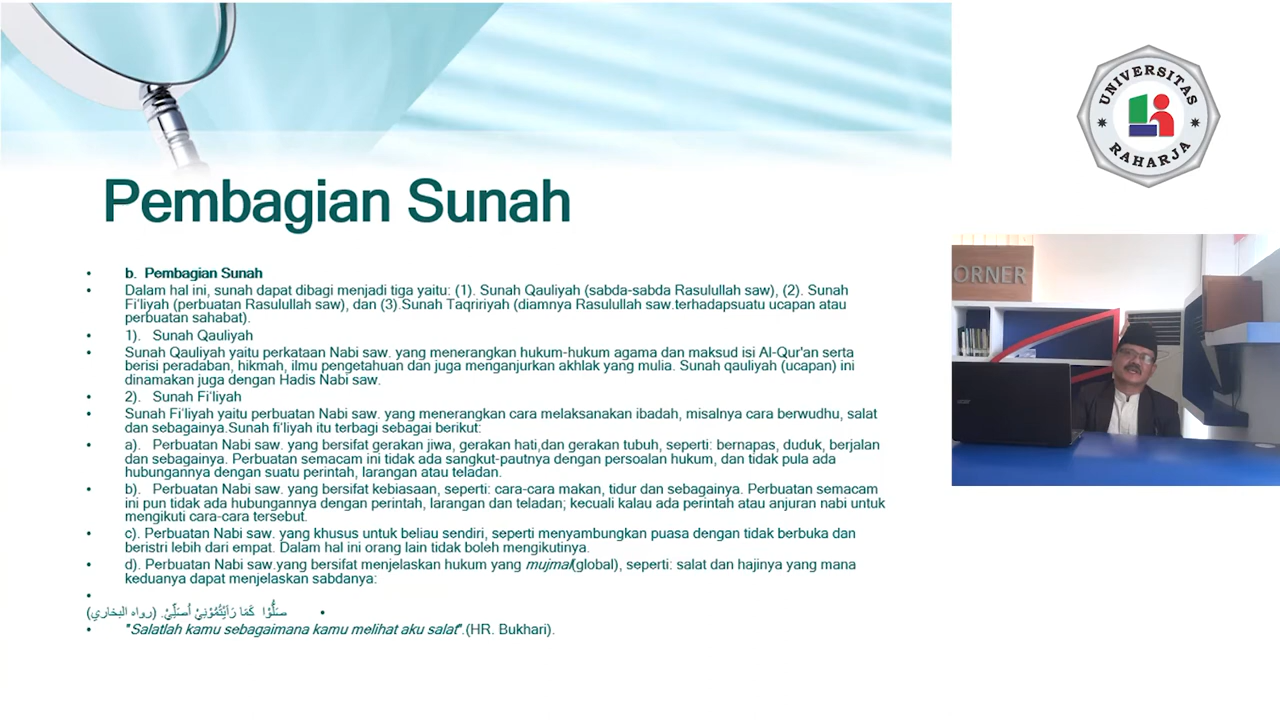 Pembagian Sunah
• b. Pembagian Sunah
• Dalam hal ini, sunah dapat dibagi menjadi tiga yaitu: (1). Sunah Qauliyah (sabda-sabda Rasulullah saw), (2). Sunah
Fi'liyah (perbuatan Rasulullah saw), dan (3).Sunah Taqririyah (diamnya Rasulullah saw.terhadapsuatu ucapan atau
perbuatan sahabat).
• 1). Sunah Qauliyah
• Sunah Qauliyah yaitu perkataan Nabi saw. yang menerangkan hukum-hukum agama dan maksud isi Al-Qur'an serta
berisi peradaban, hikmah, ilmu pengetahuan dan juga menganjurkan akhlak yang mulia. Sunah qauliyah (ucapan) ini
dinamakan juga dengan Hadis Nabi saw.
• 2). Sunah Fi'liyah
• Sunah Fi'liyah yaitu perbuatan Nabi saw. yang menerangkan cara melaksanakan ibadah, misalnya cara berwudhu, salat
dan sebagainya.Sunah fi'liyah itu terbagi sebagai berikut:
• a). Perbuatan Nabi saw. yang bersifat gerakan jiwa, gerakan hati,dan gerakan tubuh, seperti: bernapas, duduk, berjalan
dan sebagainya. Perbuatan semacam ini tidak ada sangkut-pautnya dengan persoalan hukum, dan tidak pula ada
hubungannya dengan suatu perintah, larangan atau teladan.
• b). Perbuatan Nabi saw. yang bersifat kebiasaan, seperti: cara-cara makan, tidur dan sebagainya. Perbuatan semacam
ini pun tidak ada hubungannya dengan perintah, larangan dan teladan; kecuali kalau ada perintah atau anjuran nabi untuk
mengikuti cara-cara tersebut.
• c). Perbuatan Nabi saw. yang khusus untuk beliau sendiri, seperti menyambungkan puasa dengan tidak berbuka dan
beristri lebih dari empat. Dalam hal ini orang lain tidak boleh mengikutinya.
• d). Perbuatan Nabi saw.yang bersifat menjelaskan hukum yang mujmal(global), seperti: salat dan hajinya yang mana
keduanya dapat menjelaskan sabdanya:
•
• صَلُّوْا كَمَا رَأَيْتُمُوْنِيْ أُصَلِّيْ. (رواه البخاري)
• "Salatlah kamu sebagaimana kamu melihat aku salat".(HR. Bukhari).
UNIVERSITAS
RAHARJA
ORNER